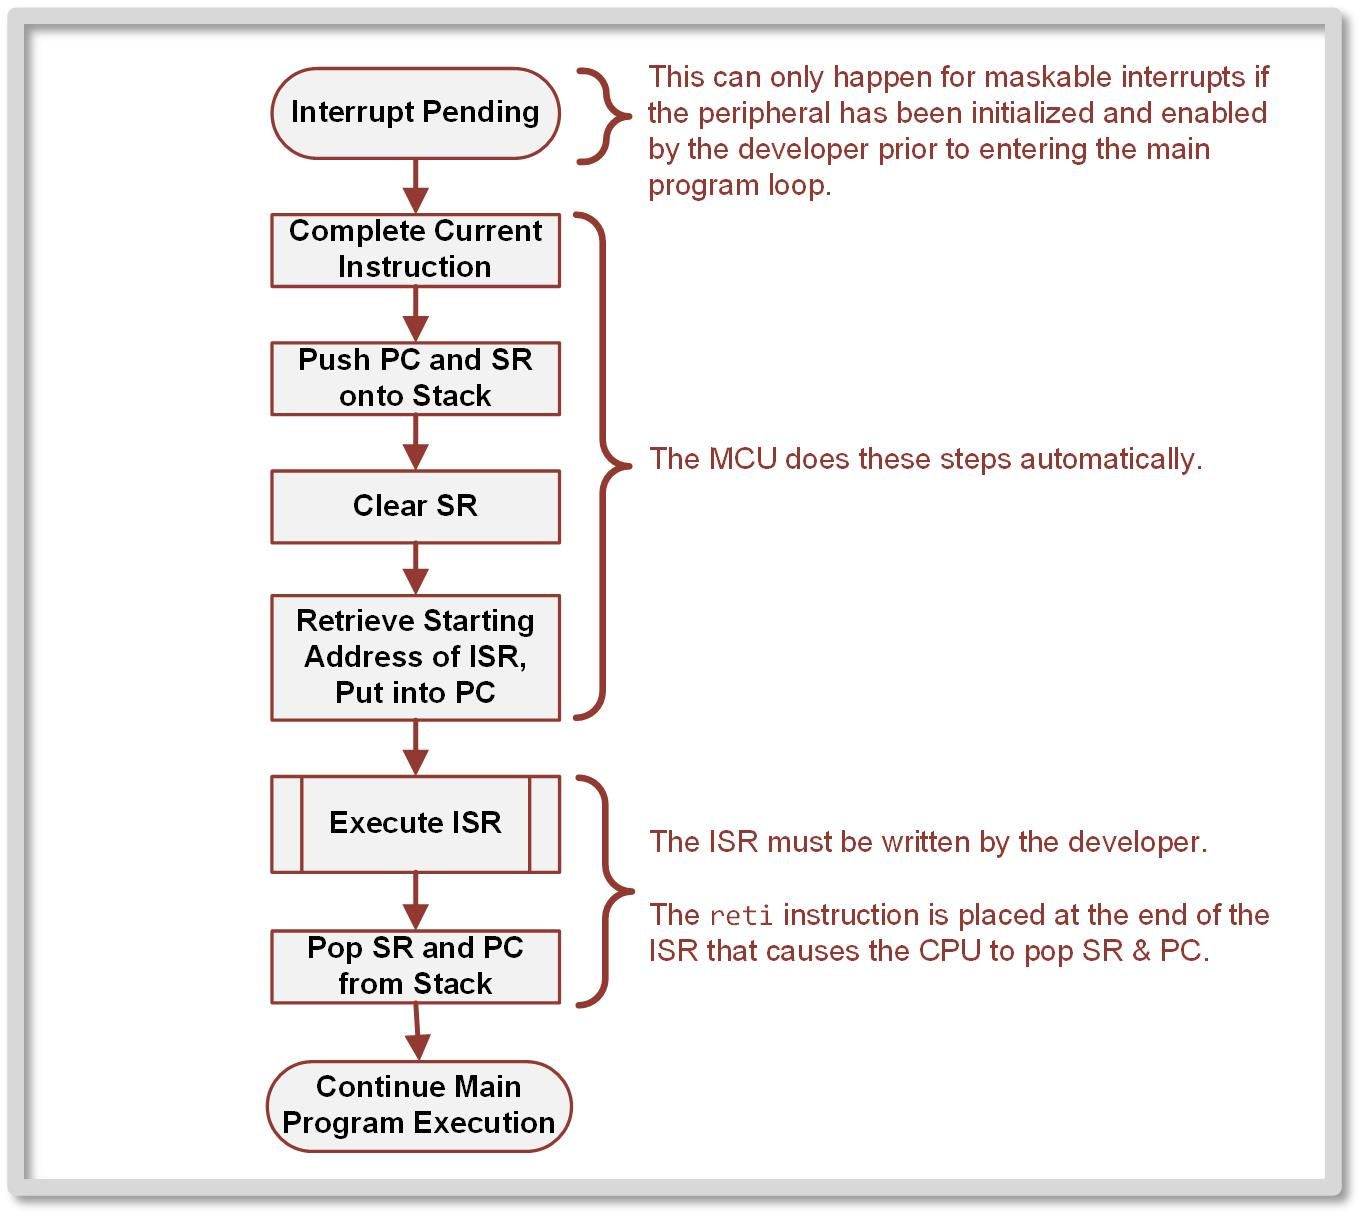 Interrupt Pending
This can only happen for maskable interrupts if
the peripheral has been initialized and enabled
by the developer prior to entering the main
program loop.
Complete Current
Instruction
Push PC and SR
onto Stack
Clear SR
Retrieve Starting
Address of ISR,
Put into PC
The MCU does these steps automatically.
Execute ISR
Pop SR and PC
from Stack
The ISR must be written by the developer.
The reti instruction is placed at the end of the
ISR that causes the CPU to pop SR & PC.
Continue Main
Program Execution